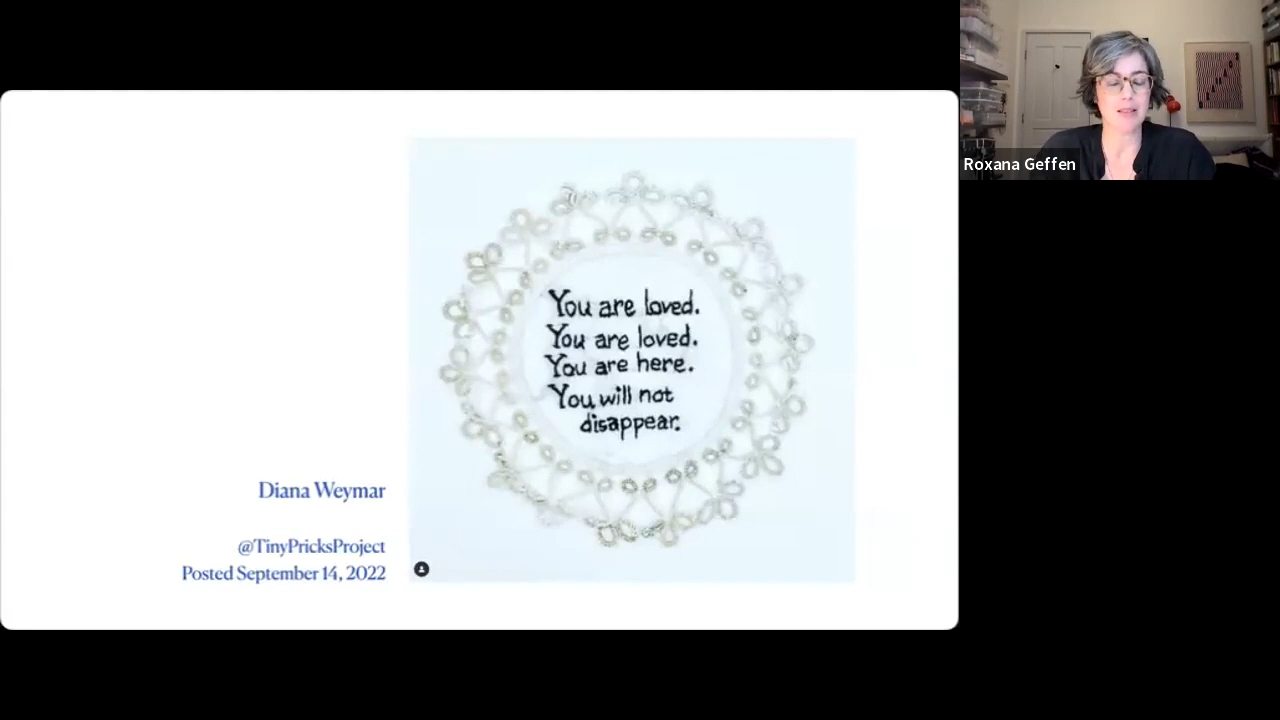 Roxana Geffen
You are loved.
You are loved.
You are here.
You will not
disappear.
Diana Weymar
@TinyPricksProject
Posted September 14, 2022